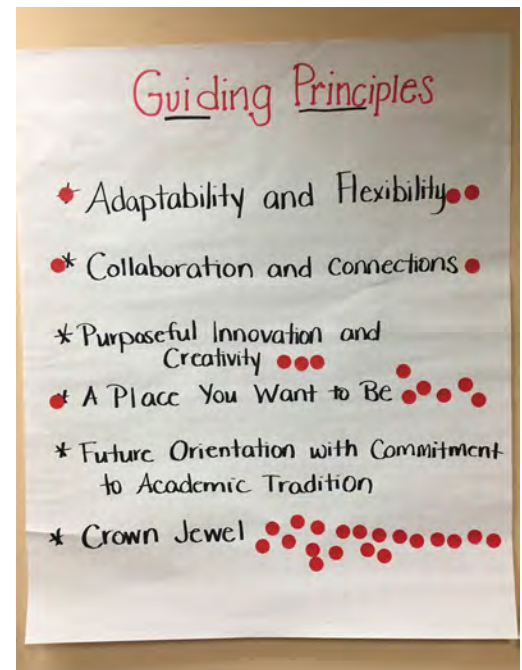 Guiding Principles
* Adaptability and Flexibility
* Collaboration and Connections
* Purposeful Innovation and
Creativity
* A Place You Want to Be
* Future Orientation with Commitment
to Academic Tradition
* Crown Jewel